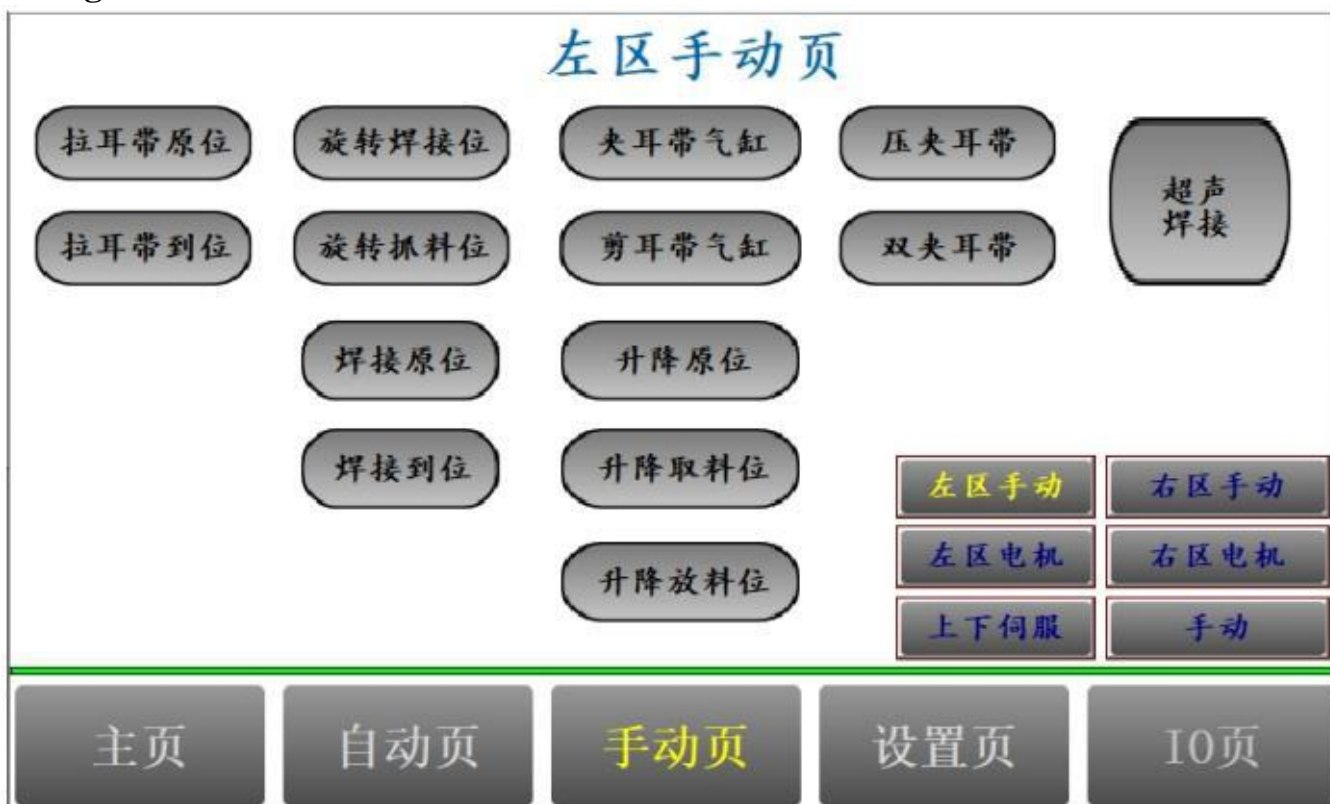 左区手动页
拉耳带原位
旋转焊接位
夹耳带气缸
压夹耳带
超声
焊接
拉耳带到位
旋转抓料位
剪耳带气缸
双夹耳带
焊接原位
升降原位
焊接到位
升降取料位
升降放料位
左区手动
右区手动
左区电机
右区电机
上下伺服
手动
主页
自动页
手动页
设置页
IO页